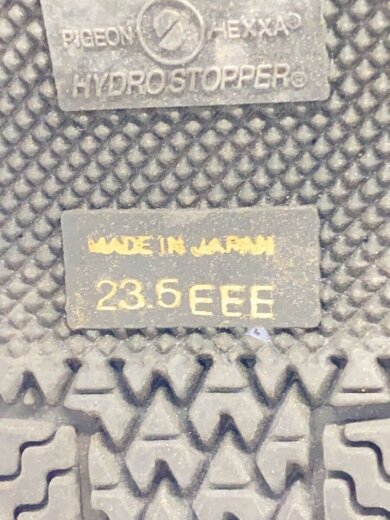 PIGEON HEXXA®
HYDRO STOPPER®
MADE IN JAPAN
23.5 EEE